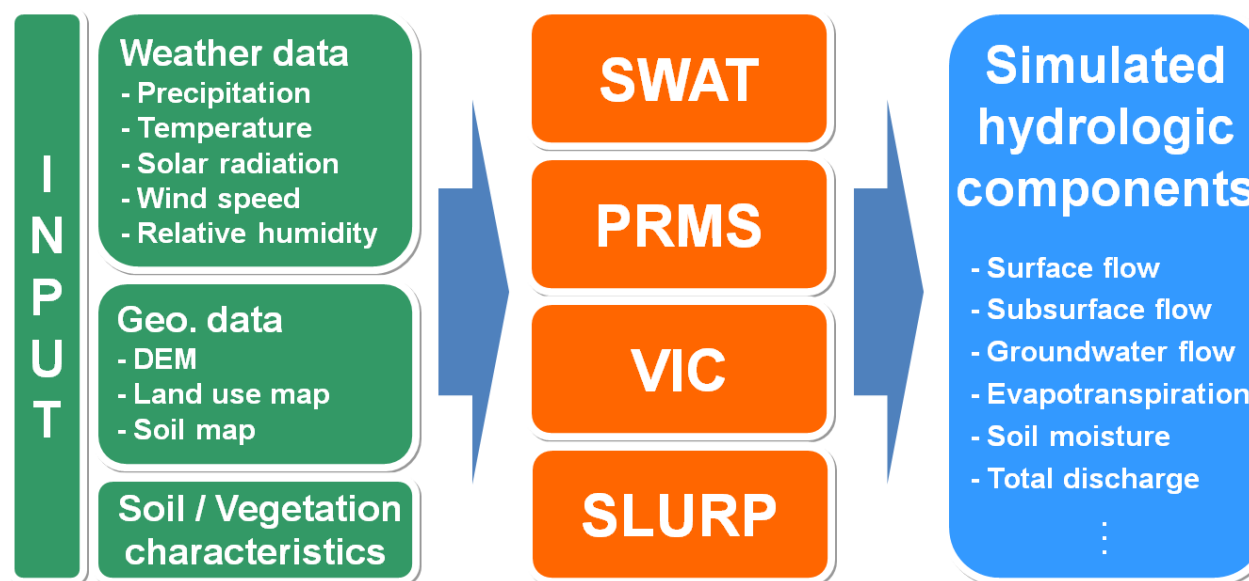 INPUT
Weather data
- Precipitation
- Temperature
- Solar radiation
- Wind speed
- Relative humidity
Geo. data
- DEM
- Land use map
- Soil map
Soil / Vegetation
characteristics
SWAT
PRMS
VIC
SLURP
Simulated
hydrologic
components
- Surface flow
- Subsurface flow
- Groundwater flow
- Evapotranspiration
- Soil moisture
- Total discharge
⋮